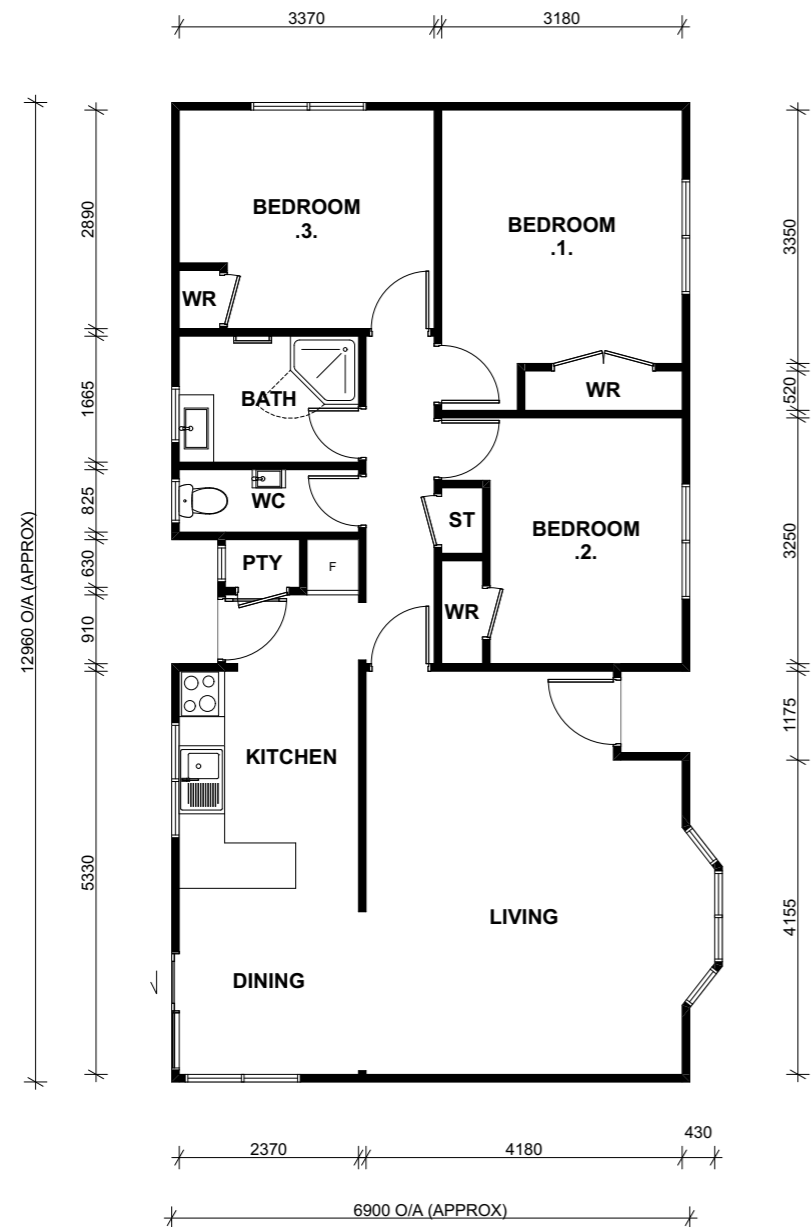 3370
3180
2890
1665
825
630
910
5330
12960 O/A (APPROX)
BEDROOM
.3.
BEDROOM
.1.
WR
WR
BATH
WC
PTY
F
ST
BEDROOM
.2.
WR
KITCHEN
LIVING
DINING
3350
520
3250
1175
4155
2370
4180
430
6900 O/A (APPROX)